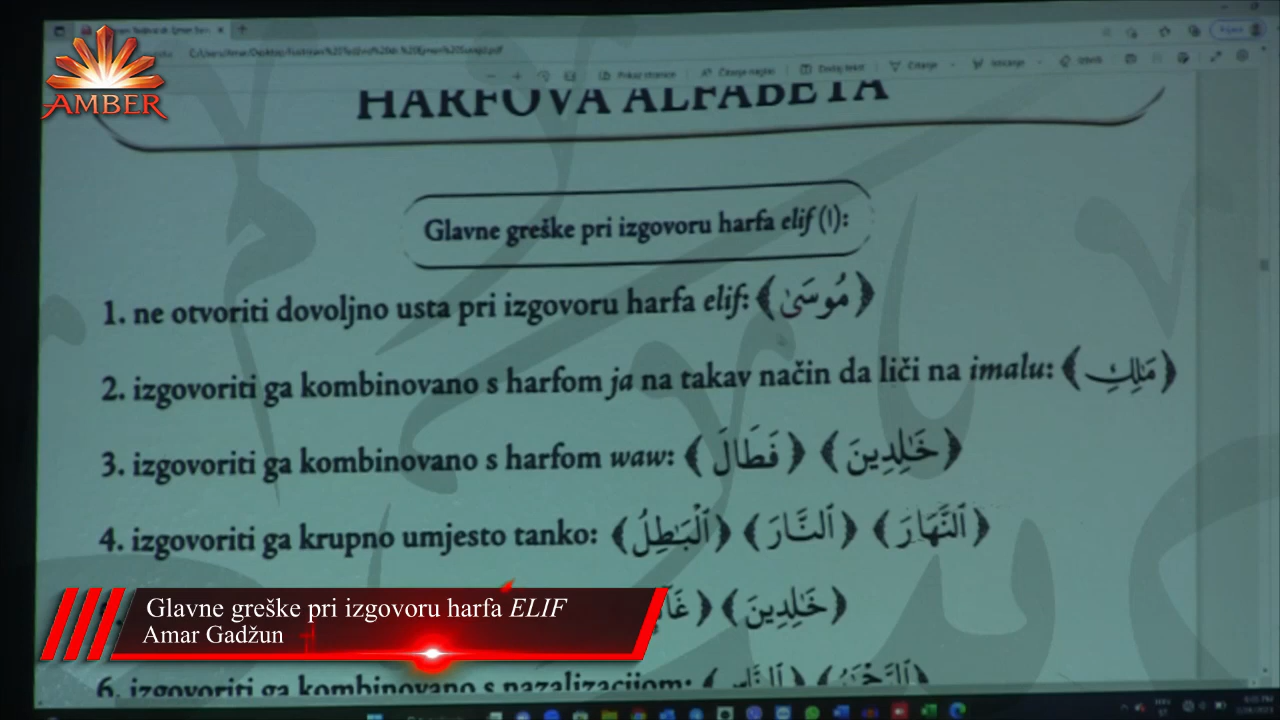 AMBER
HARFOVA ALFABETA
Glavne greške pri izgovoru harfa elif (ا):
1. ne otvoriti dovoljno usta pri izgovoru harfa elif: ﴿مُوسَىٰ﴾
2. izgovoriti ga kombinovano s harfom ja na takav način da liči na imalu: ﴿مَـٰلِكِ﴾
3. izgovoriti ga kombinovano s harfom waw: ﴿فَطَالَ﴾ ﴿خَـٰلِدِينَ﴾
4. izgovoriti ga krupno umjesto tanko: ﴿ٱلْبَـٰطِلُ﴾ ﴿ٱلنَّارَ﴾ ﴿ٱلنَّهَارَ﴾
﴿خَـٰلِدِينَ﴾
Glavne greške pri izgovoru harfa ELIF
Amar Gadžun
6. izgovoriti ga kombinovano s nazalizacijom: